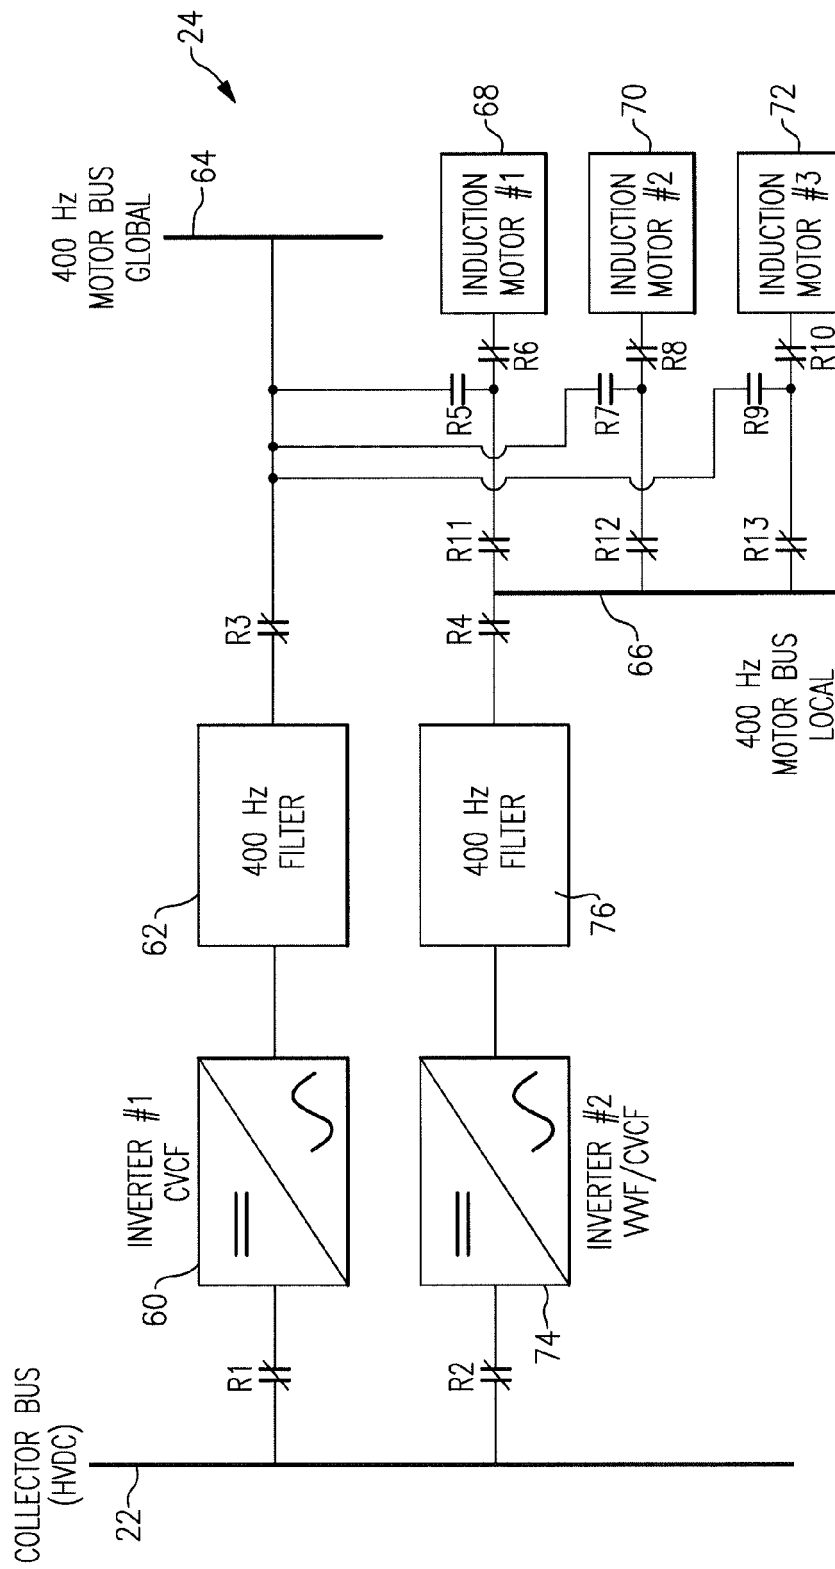 COLLECTOR BUS
(HVDC)
22
R1
R2
INVERTER #1
CVCF
60
INVERTER #2
VVVF/CVCF
74
62
400 Hz
FILTER
400 Hz
FILTER
76
R3
R4
66
400 Hz
MOTOR BUS
LOCAL
R11
R12
R13
R5
R7
R9
R6
R8
R10
400 Hz
MOTOR BUS
GLOBAL
64
24
INDUCTION
MOTOR #1
68
INDUCTION
MOTOR #2
70
INDUCTION
MOTOR #3
72